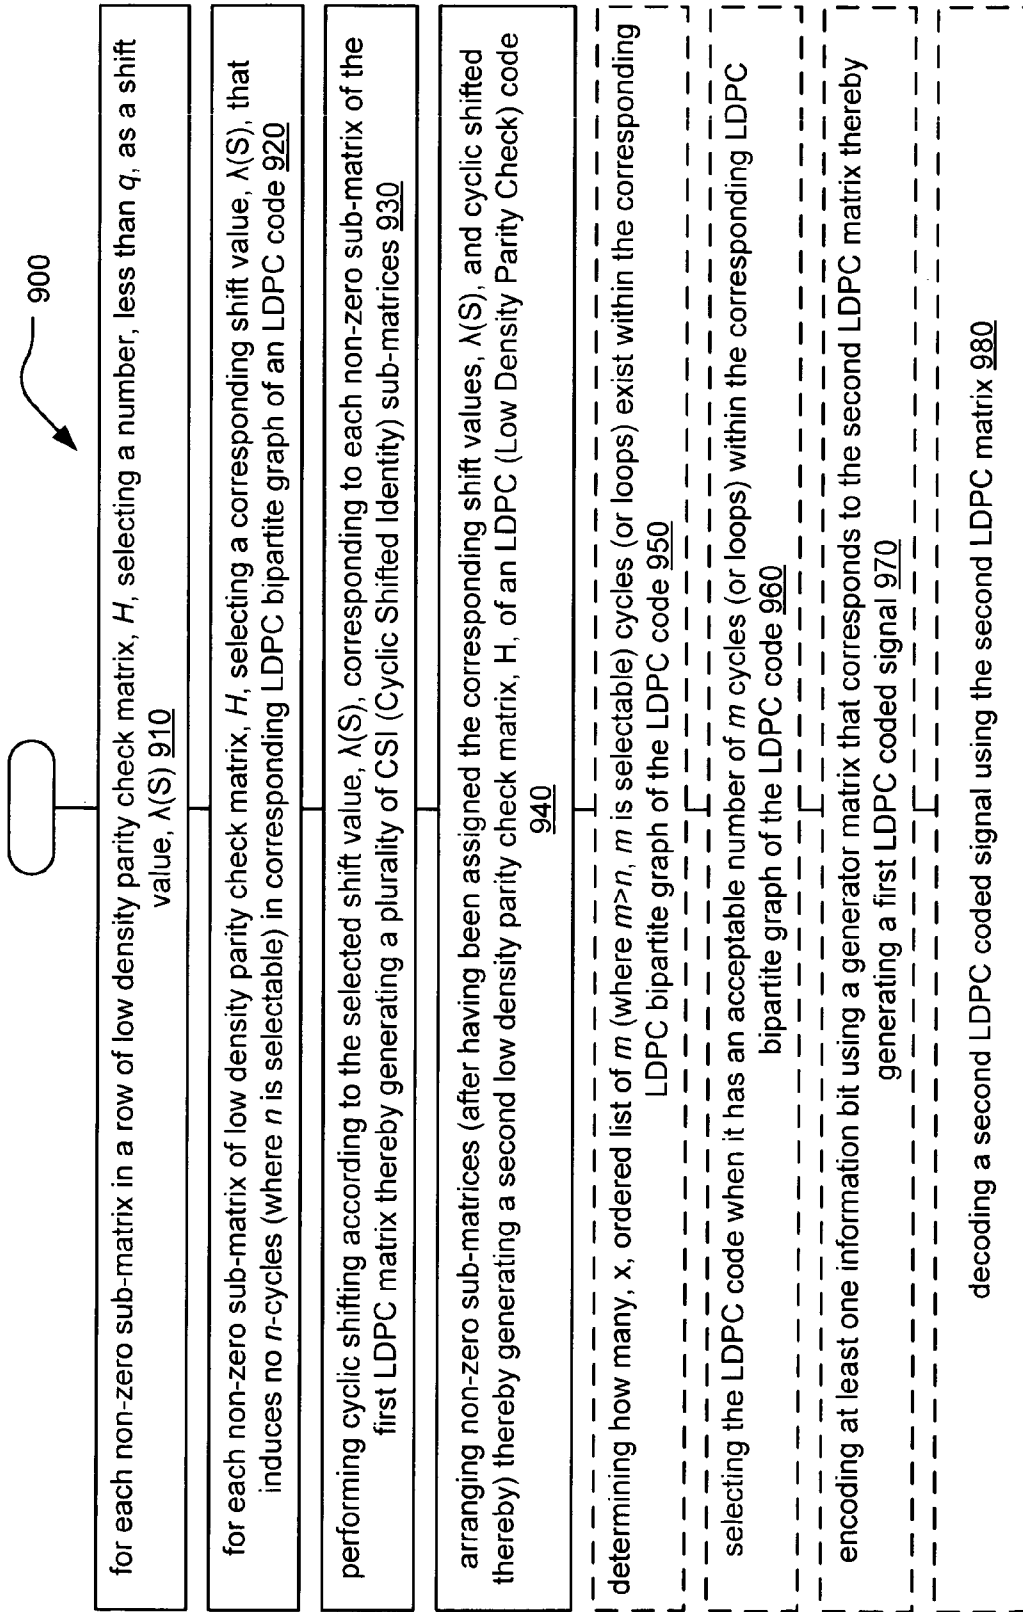 900
for each non-zero sub-matrix in a row of low density parity check matrix, H, selecting a number, less than q, as a shift
value, λ(S) 910
for each non-zero sub-matrix of low density parity check matrix, H, selecting a corresponding shift value, λ(S), that
induces no n-cycles (where n is selectable) in corresponding LDPC bipartite graph of an LDPC code 920
performing cyclic shifting according to the selected shift value, λ(S), corresponding to each non-zero sub-matrix of the
first LDPC matrix thereby generating a plurality of CSI (Cyclic Shifted Identity) sub-matrices 930
arranging non-zero sub-matrices (after having been assigned the corresponding shift values, λ(S), and cyclic shifted
thereby) thereby generating a second low density parity check matrix, H, of an LDPC (Low Density Parity Check) code
940
determining how many, x, ordered list of m (where m>n, m is selectable) cycles (or loops) exist within the corresponding
LDPC bipartite graph of the LDPC code 950
selecting the LDPC code when it has an acceptable number of m cycles (or loops) within the corresponding LDPC
bipartite graph of the LDPC code 960
encoding at least one information bit using a generator matrix that corresponds to the second LDPC matrix thereby
generating a first LDPC coded signal 970
decoding a second LDPC coded signal using the second LDPC matrix 980